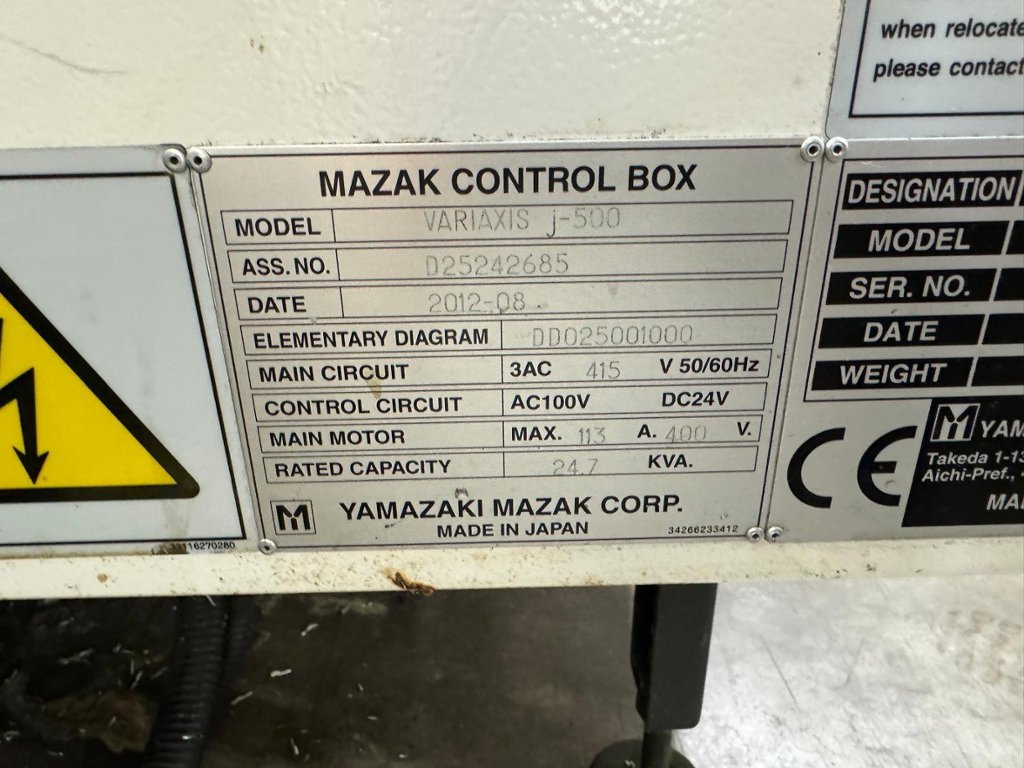 when relocate
please contact
MAZAK CONTROL BOX
MODEL VARIAXIS j-500
ASS. NO. D25242685
DATE 2012-08
ELEMENTARY DIAGRAM DD025001000
MAIN CIRCUIT 3AC 415 V 50/60Hz
CONTROL CIRCUIT AC100V DC24V
MAIN MOTOR MAX. 113 A. 400 V.
RATED CAPACITY 24.7 KVA.
YAMAZAKI MAZAK CORP.
MADE IN JAPAN 34266233412
33116270280
DESIGNATION
MODEL
SER. NO.
DATE
WEIGHT
CE
YAM
Takeda 1-13
Aichi-Pref.,